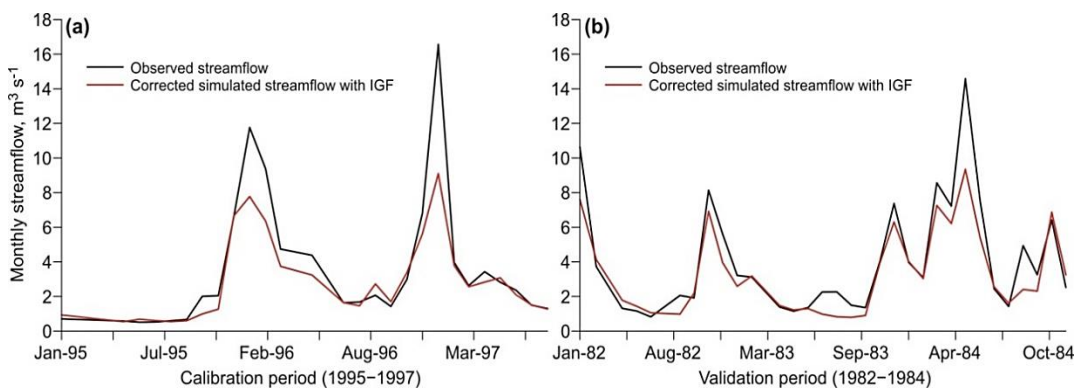 18
(a)
16
Observed streamflow
Corrected simulated streamflow with IGF
14
12
10
8
6
4
2
0
Monthly streamflow, m³ s⁻¹
Jan-95 Jul-95 Feb-96 Aug-96 Mar-97
Calibration period (1995−1997)
18
(b)
16
Observed streamflow
Corrected simulated streamflow with IGF
14
12
10
8
6
4
2
0
Jan-82 Aug-82 Mar-83 Sep-83 Apr-84 Oct-84
Validation period (1982−1984)